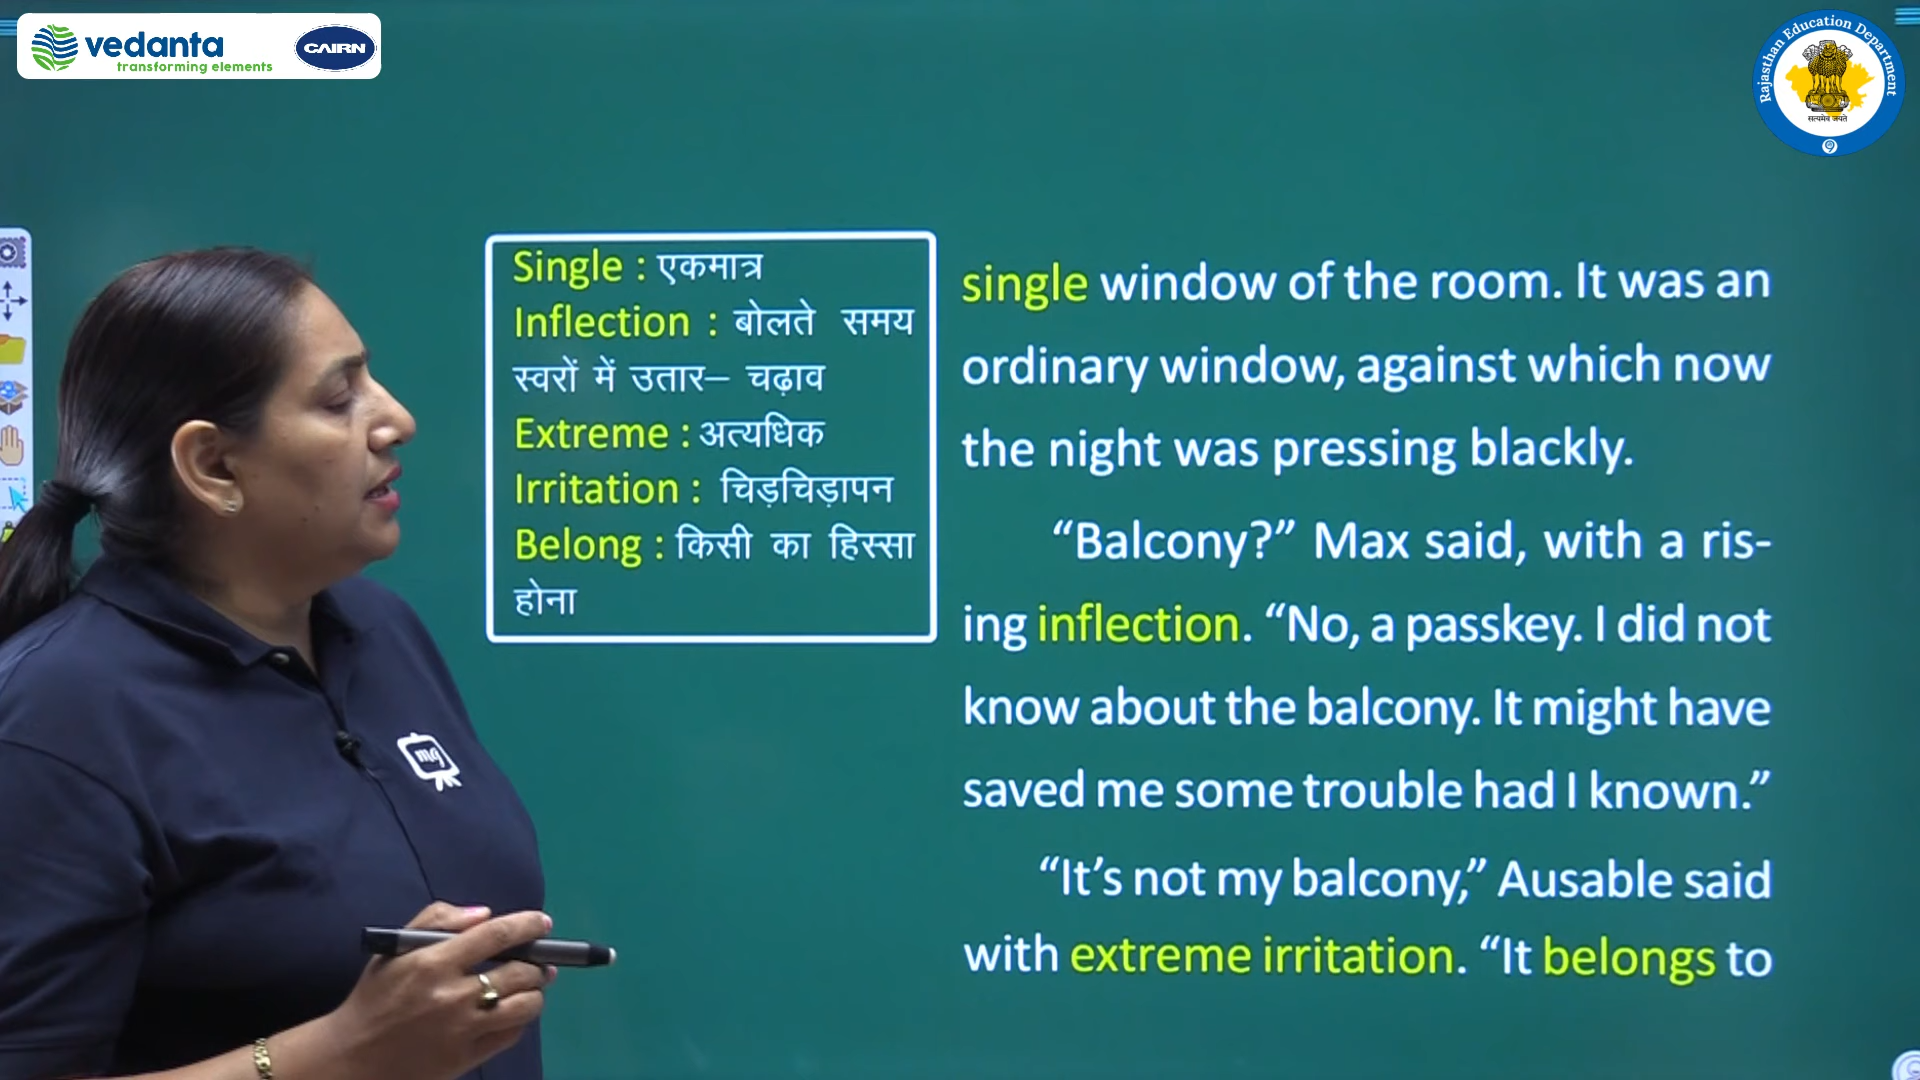 vedanta
transforming elements
CAIRN
Rajasthan Education Department
सत्यमेव जयते
Single : एकमात्र
Inflection : बोलते समय
स्वरों में उतार– चढ़ाव
Extreme : अत्यधिक
Irritation : चिड़चिड़ापन
Belong : किसी का हिस्सा
होना
single window of the room. It was an
ordinary window, against which now
the night was pressing blackly.
“Balcony?” Max said, with a ris-
ing inflection. “No, a passkey. I did not
know about the balcony. It might have
saved me some trouble had I known.”
“It’s not my balcony,” Ausable said
with extreme irritation. “It belongs to
mg